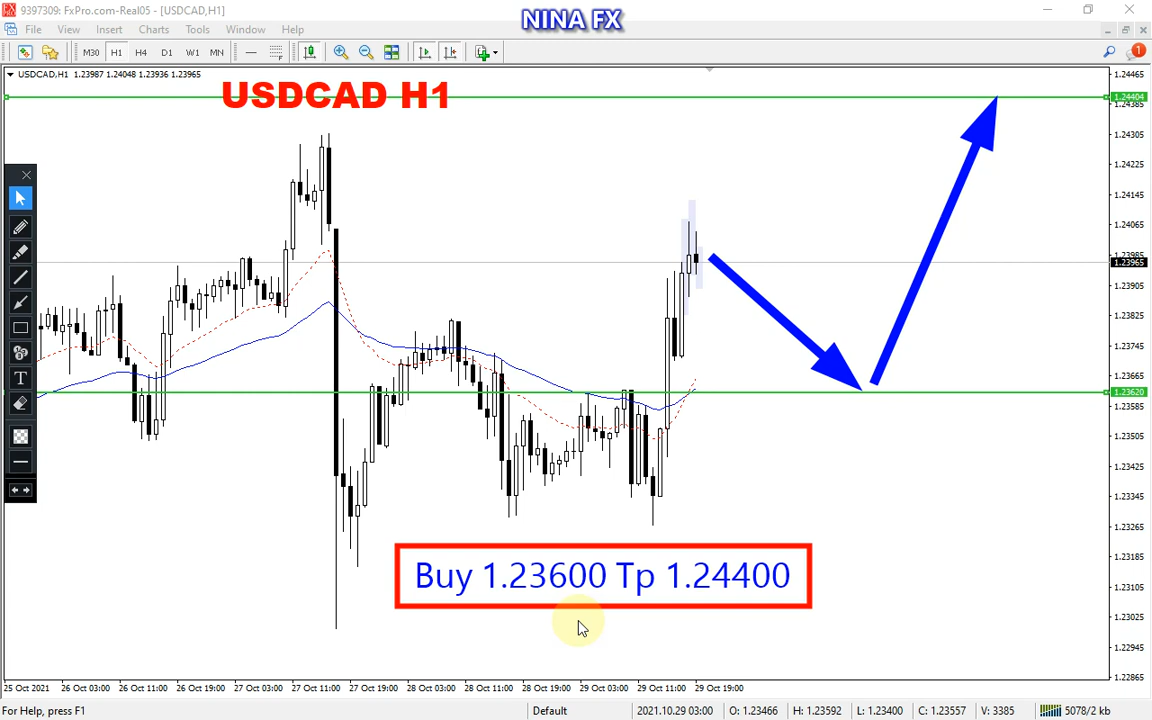 9397309: FxPro.com-Real05 - [USDCAD,H1]
NINA FX
File View Insert Charts Tools Window Help
M30 H1 H4 D1 W1 MN
1
USDCAD,H1 1.23987 1.24048 1.23936 1.23965
USDCAD H1
1.24465
1.24404
1.24385
1.24305
1.24225
1.24145
1.24065
1.23985
1.23965
1.23905
1.23825
1.23745
1.23665
1.23620
1.23585
1.23505
1.23425
1.23345
1.23265
1.23185
1.23105
1.23025
1.22945
1.22865
T
Buy 1.23600 Tp 1.24400
25 Oct 2021 26 Oct 03:00 26 Oct 11:00 26 Oct 19:00 27 Oct 03:00 27 Oct 11:00 27 Oct 19:00 28 Oct 03:00 28 Oct 11:00 28 Oct 19:00 29 Oct 03:00 29 Oct 11:00 29 Oct 19:00
For Help, press F1 Default 2021.10.29 03:00 O: 1.23466 H: 1.23592 L: 1.23400 C: 1.23557 V: 3385 5078/2 kb